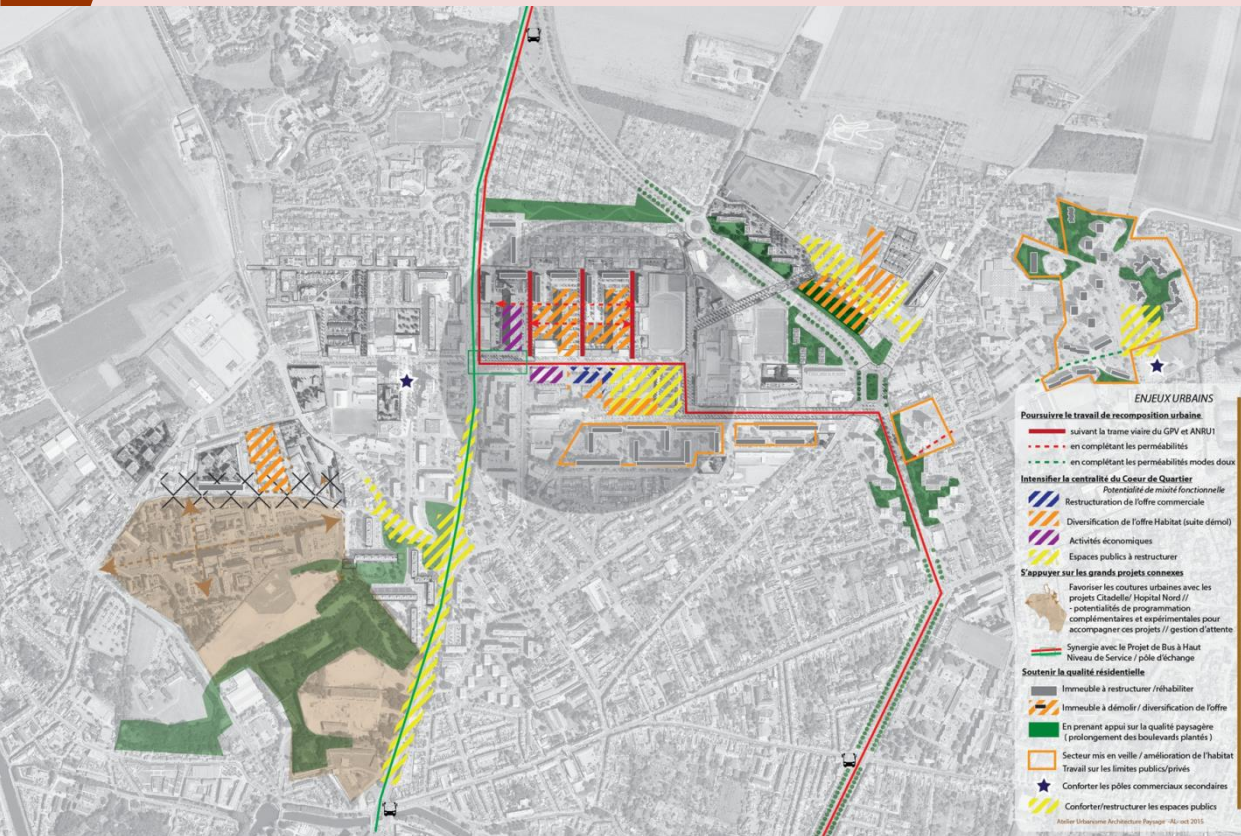 ENJEUX URBAINS
Poursuivre le travail de recomposition urbaine
suivant la trame viaire du GPV et ANRU1
en complétant les perméabilités
en complétant les perméabilités modes doux
Intensifier la centralité du Coeur de Quartier
Potentialité de mixité fonctionnelle
Restructuration de l'offre commerciale
Diversification de l'offre Habitat (suite démol)
Activités économiques
Espaces publics à restructurer
S'appuyer sur les grands projets connexes
Favoriser les coutures urbaines avec les
projets Citadelle/ Hopital Nord //
- potentialités de programmation
complémentaires et expérimentales pour
accompagner ces projets // gestion d'attente
Synergie avec le Projet de Bus à Haut
Niveau de Service / pôle d'échange
Soutenir la qualité résidentielle
Immeuble à restructurer /réhabiliter
Immeuble à démolir / diversification de l'offre
En prenant appui sur la qualité paysagère
( prolongement des boulevards plantés )
Secteur mis en veille / amélioration de l'habitat
Travail sur les limites publics/privés
Conforter les pôles commerciaux secondaires
Conforter/restructurer les espaces publics
Atelier Urbanisme Architecture Paysage -AL- oct 2015